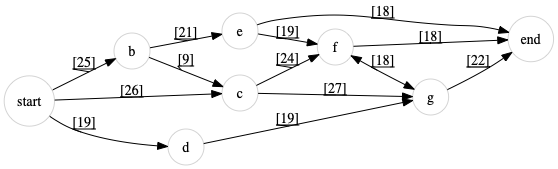 [18]
e
[21]
[19]
end
b
[18]
f
[25]
[9]
[24]
[18]
[22]
start
[26]
c
[27]
g
[19]
[19]
d